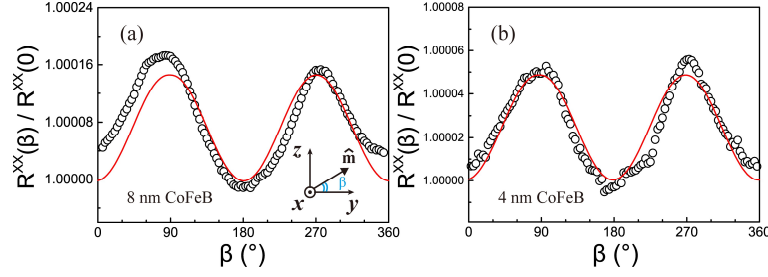 (a)
R^XX(β) / R^XX(0)
1.00024
1.00016
1.00008
1.00000
8 nm CoFeB
z
m̂
β
x
y
0 90 180 270 360
β (°)
(b)
R^XX(β) / R^XX(0)
1.00008
1.00006
1.00004
1.00002
1.00000
4 nm CoFeB
0 90 180 270 360
β (°)